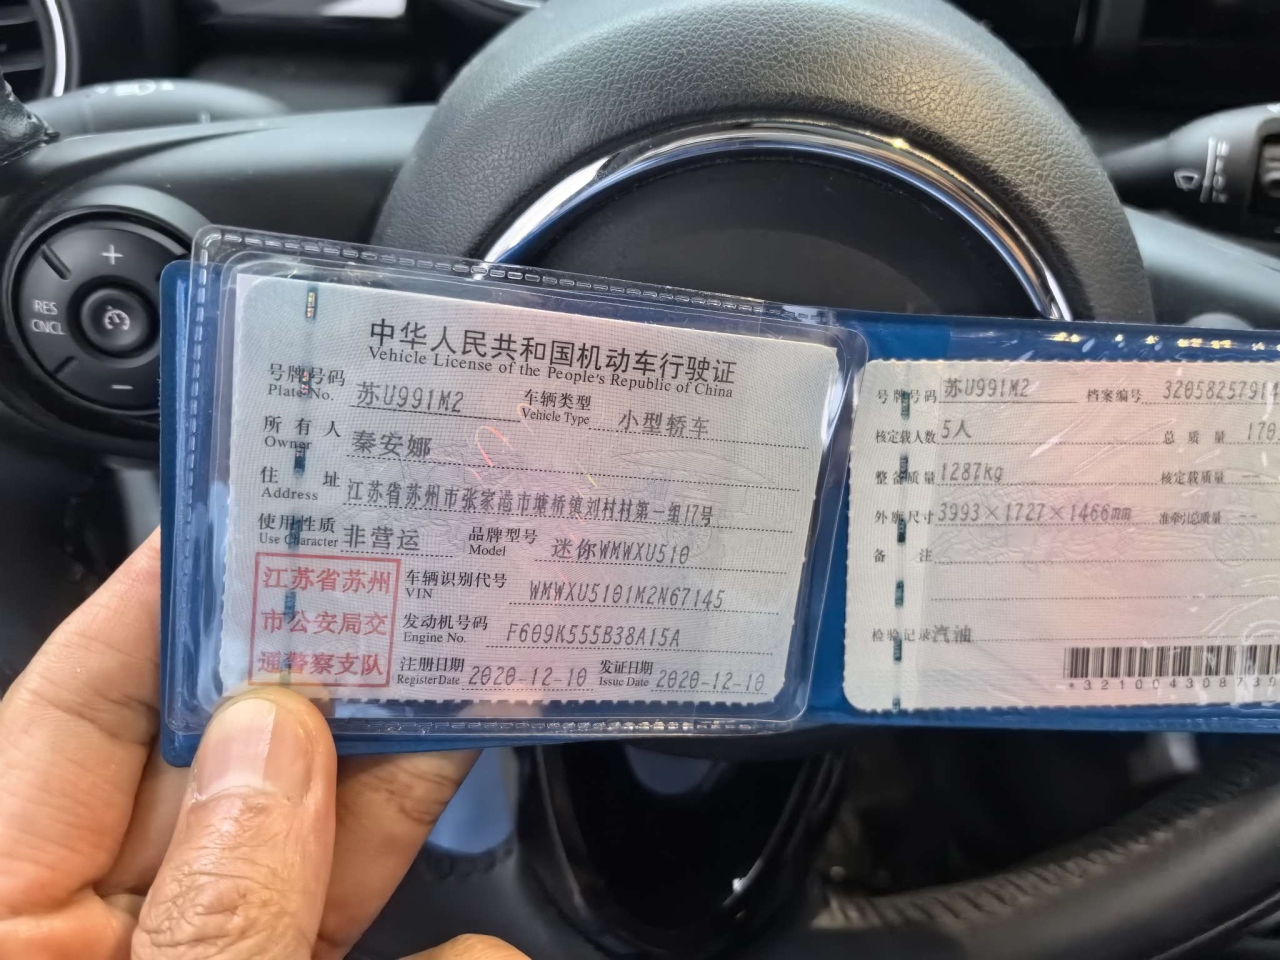 RES
CNCL
中华人民共和国机动车行驶证
Vehicle License of the People's Republic of China
号牌号码 苏U991M2 车辆类型 小型轿车
Plate No. Vehicle Type
所有人 秦安娜
Owner
住址 江苏省苏州市张家港市塘桥镇刘村村第一组17号
Address
使用性质 非营运 品牌型号 迷你WMWXU510
Use Character Model
江苏省苏州
市公安局交
通警察支队
车辆识别代号 WMWXU5101M2N67145
VIN
发动机号码 F609K555B38A15A
Engine No.
注册日期 2020-12-10 发证日期 2020-12-10
Register Date Issue Date
号牌号码 苏U991M2 档案编号 32058257914
核定载人数 5人 总质量 170
整备质量 1287kg 核定载质量 --
外廓尺寸 3993×1727×1466mm 准牵引总质量 --
备注
检验记录 汽油
*321004308739